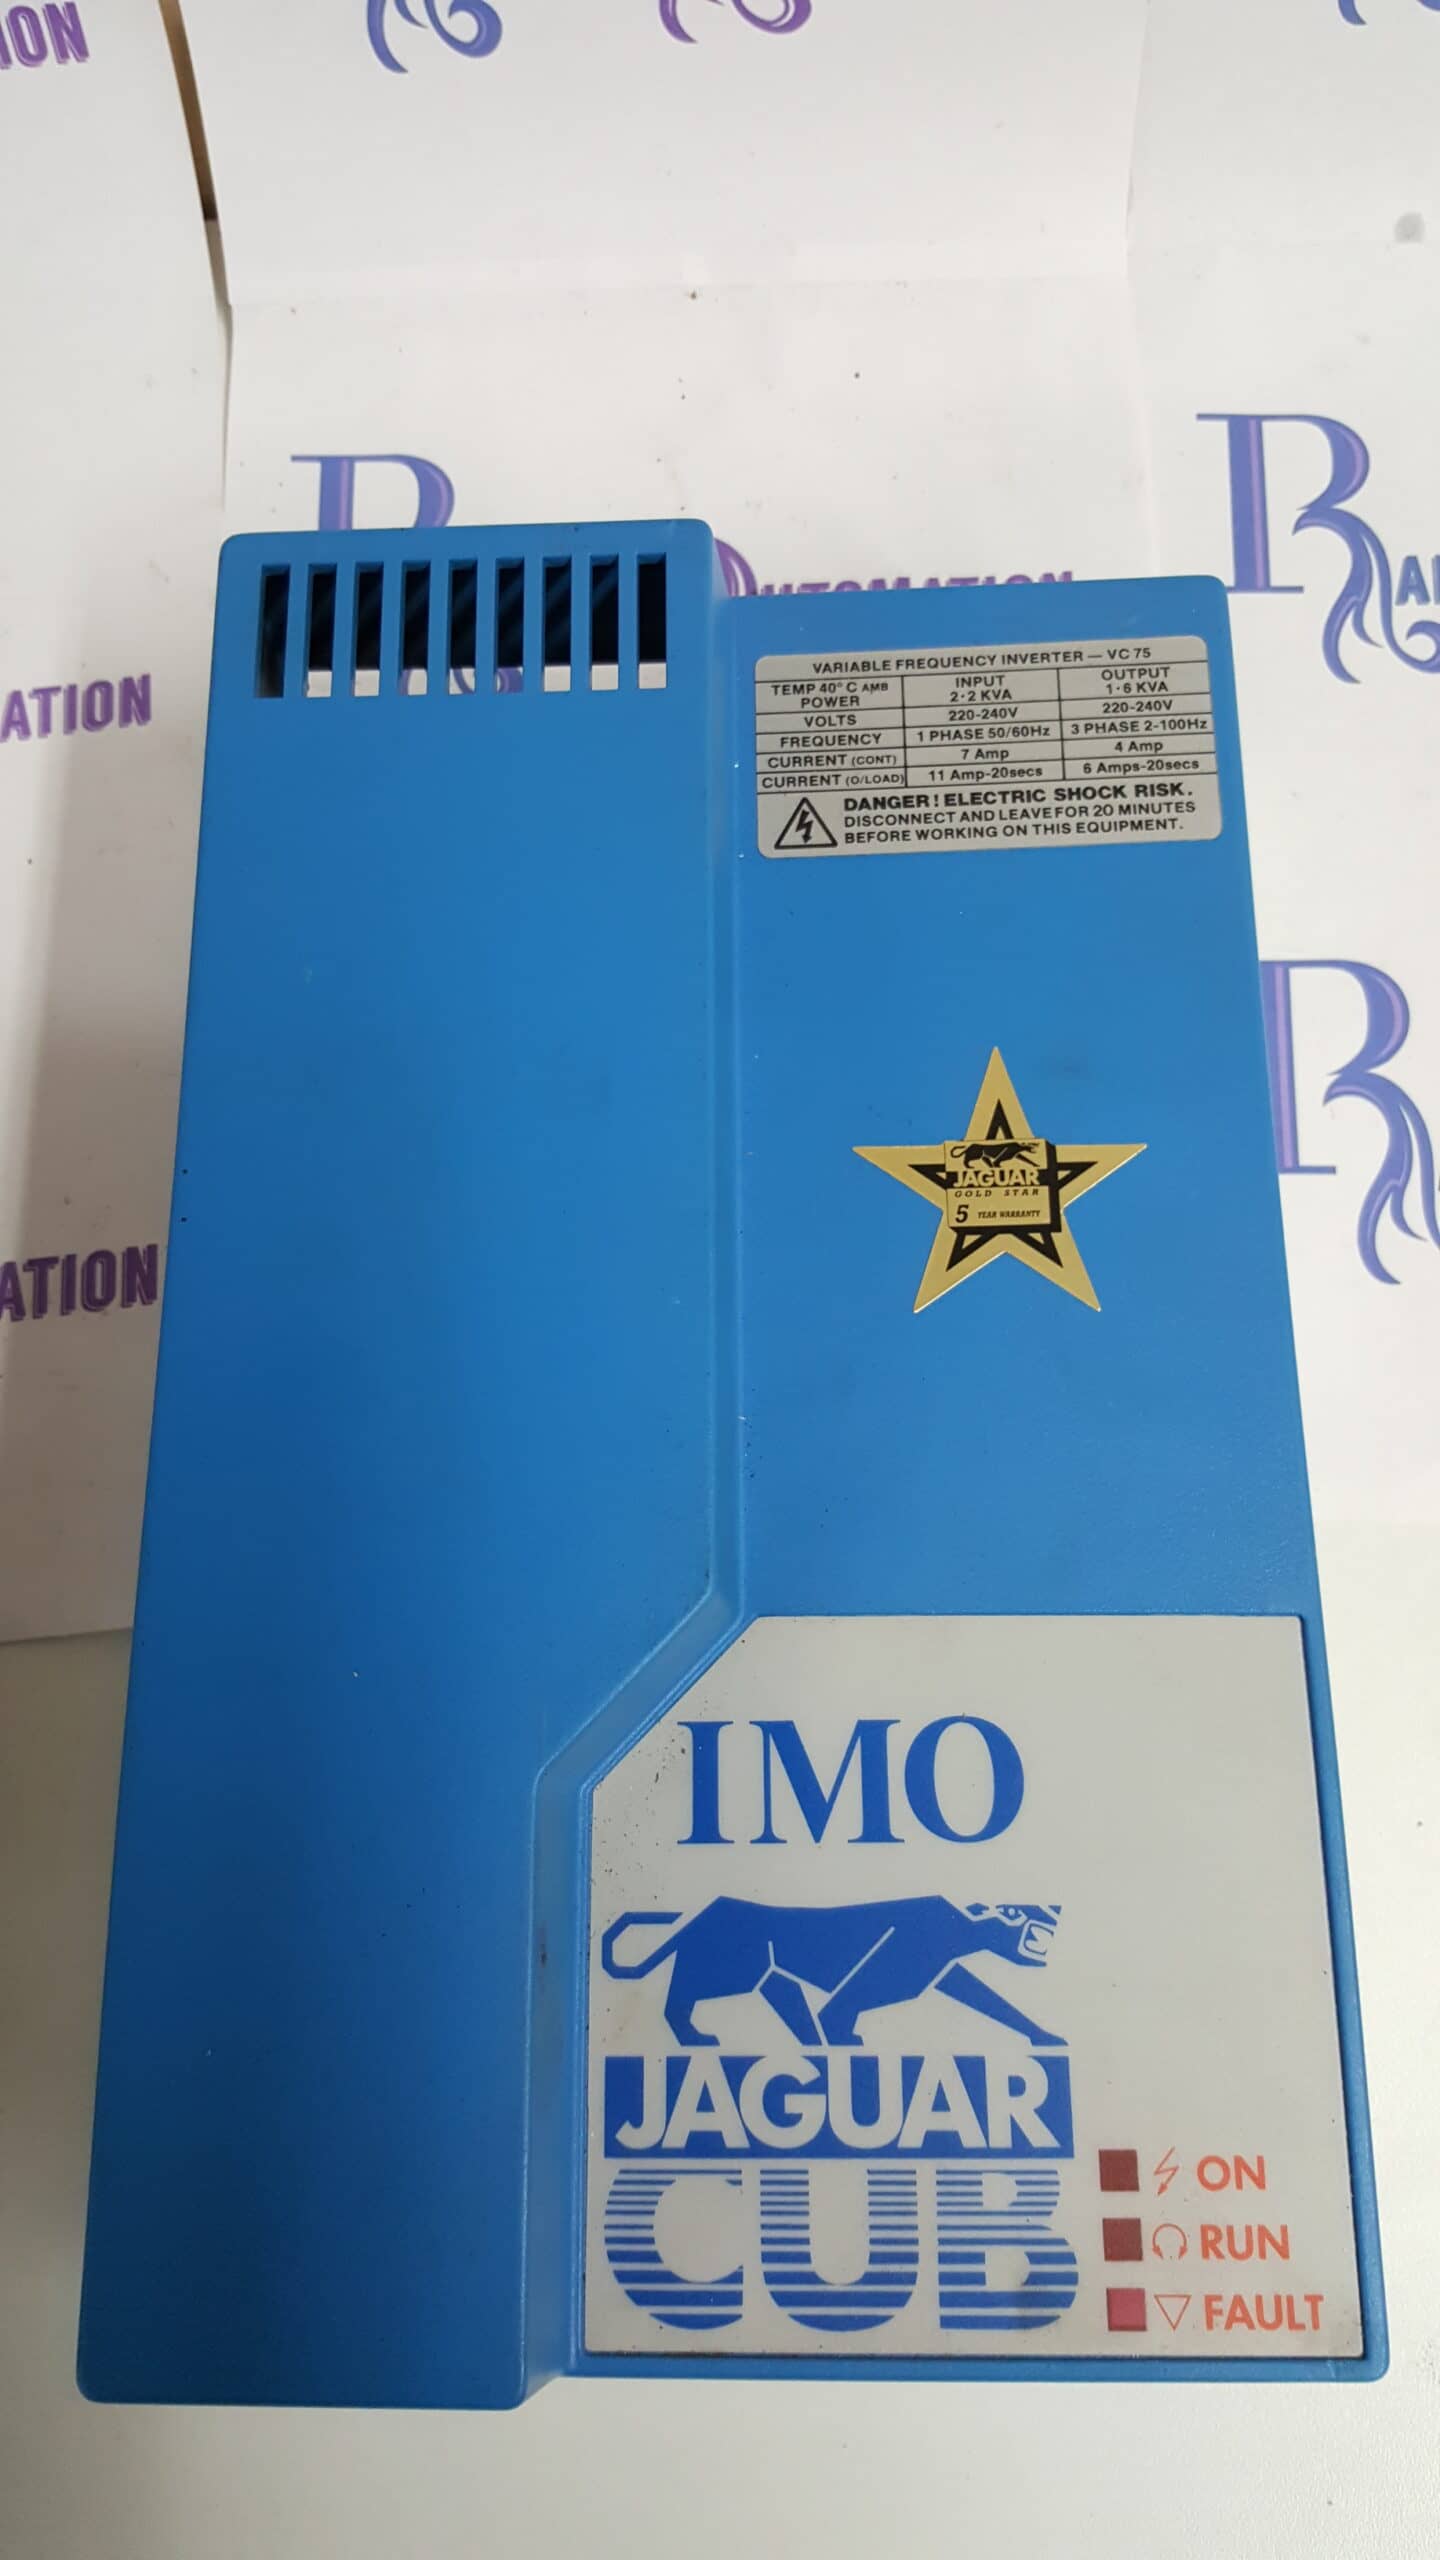 ION
AUTOMATION
ATION
ATION
VARIABLE FREQUENCY INVERTER — VC 75
TEMP 40° C AMB POWER INPUT 2·2 KVA OUTPUT 1·6 KVA
VOLTS 220-240V 220-240V
FREQUENCY 1 PHASE 50/60Hz 3 PHASE 2-100Hz
CURRENT (CONT) 7 Amp 4 Amp
CURRENT (O/LOAD) 11 Amp-20secs 6 Amps-20secs
DANGER! ELECTRIC SHOCK RISK.
DISCONNECT AND LEAVE FOR 20 MINUTES
BEFORE WORKING ON THIS EQUIPMENT.
JAGUAR
GOLD STAR
5 YEAR WARRANTY
IMO
JAGUAR
CUB
ON
RUN
FAULT